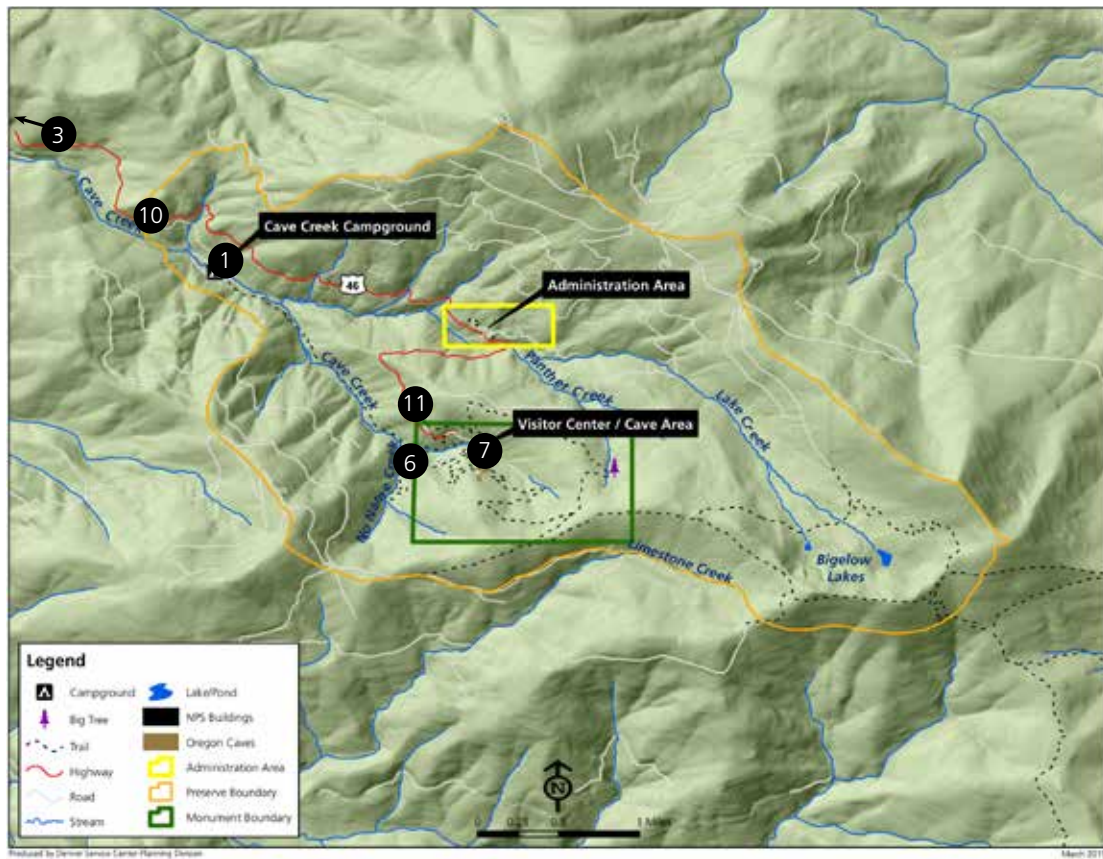 3
Cave Creek
10
1
Cave Creek Campground
46
Administration Area
Panther Creek
Lake Creek
Cave Creek
11
Visitor Center / Cave Area
7
6
No Name Creek
Limestone Creek
Bigelow
Lakes
Legend
Campground
Big Tree
Trail
Highway
Road
Stream
Lake/Pond
NPS Buildings
Oregon Caves
Administration Area
Preserve Boundary
Monument Boundary
N
0 0.25 0.5 1 Miles
Produced by Denver Service Center Planning Division